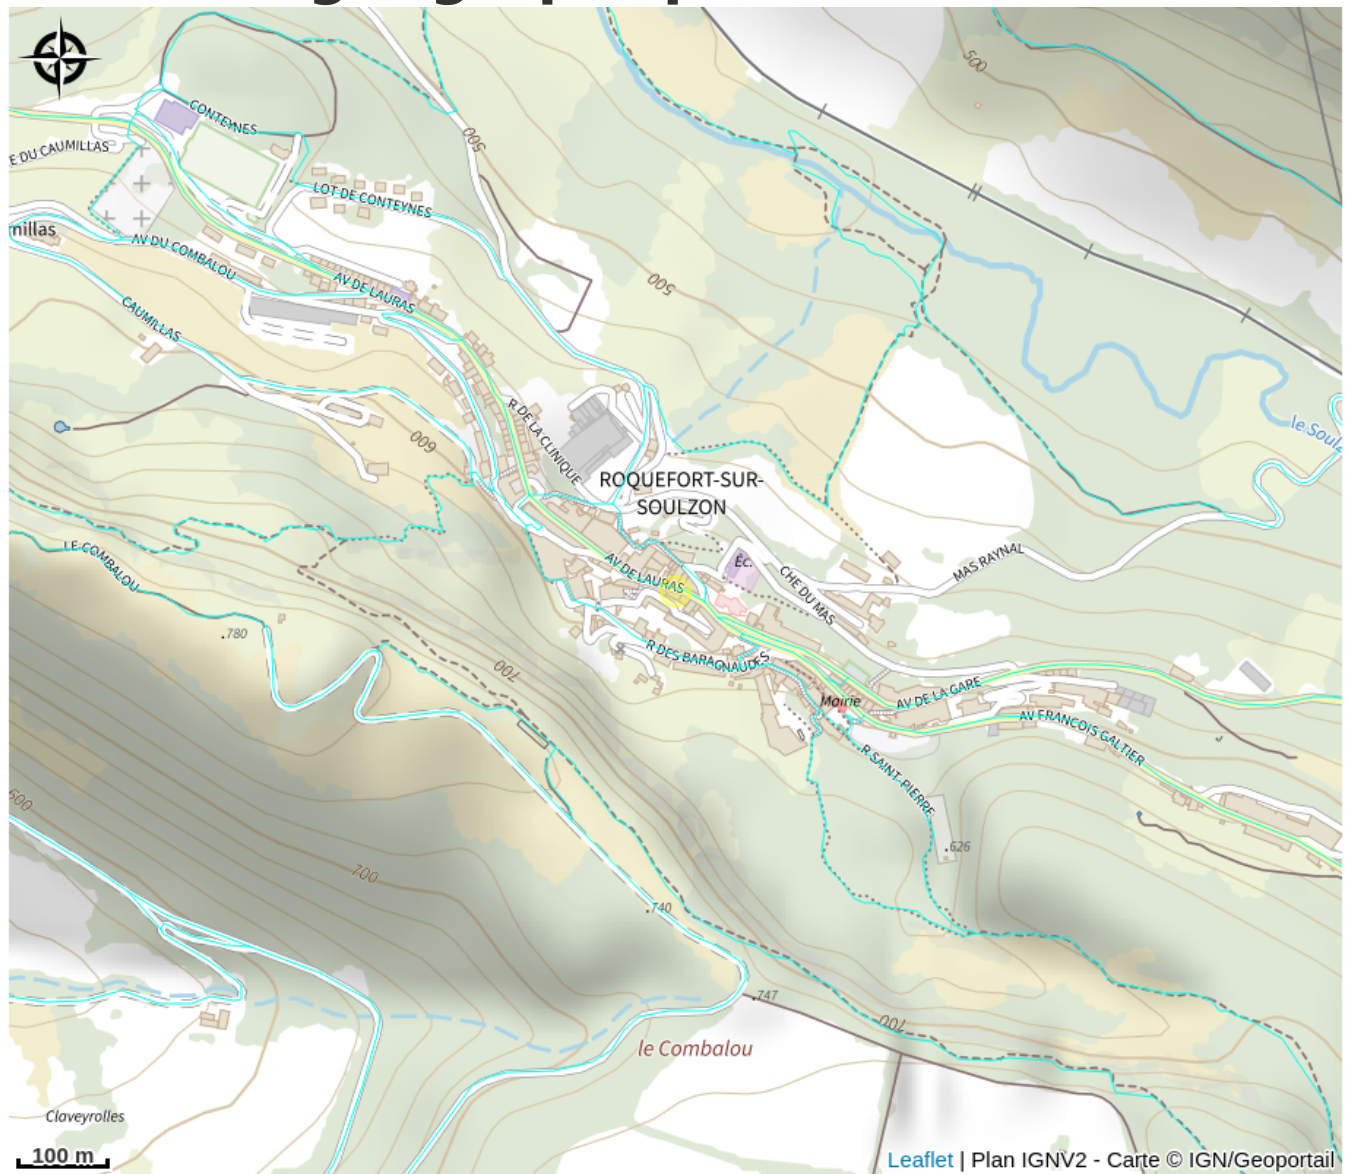 500
CONTEYNES
500
E DU CAUMILLAS
LOT DE CONTEYNES
millas
AV DU COMBALOU
AV DE LAURAS
500
CAUMILLAS
R DE LA CLINIQUE
600
le Soulz
ROQUEFORT-SUR-
SOULZON
LE COMBALOU
AV DE LAURAS
Éc.
CHE DU MAS
MAS RAYNAL
780
R DES BARAGNAUDES
700
Mairie
AV DE LA GARE
AV FRANCOIS GALTIER
R SAINT-PIERRE
600
626
700
740
747
700
le Combalou
Claveyrolles
100 m
Leaflet | Plan IGNV2 - Carte © IGN/Geoportail